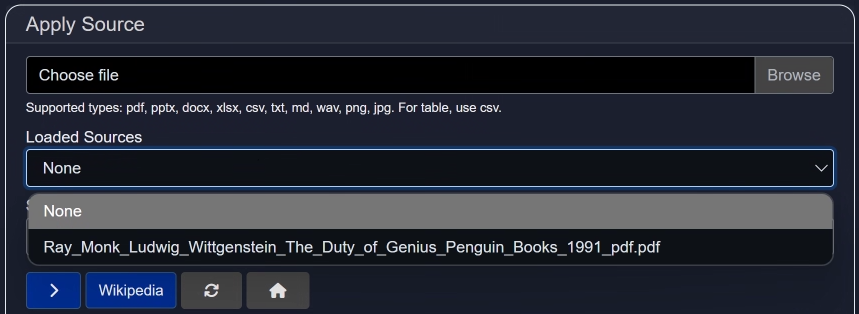 Apply Source
Choose file
Browse
Supported types: pdf, pptx, docx, xlsx, csv, txt, md, wav, png, jpg. For table, use csv.
Loaded Sources
None
None
Ray_Monk_Ludwig_Wittgenstein_The_Duty_of_Genius_Penguin_Books_1991_pdf.pdf
Wikipedia